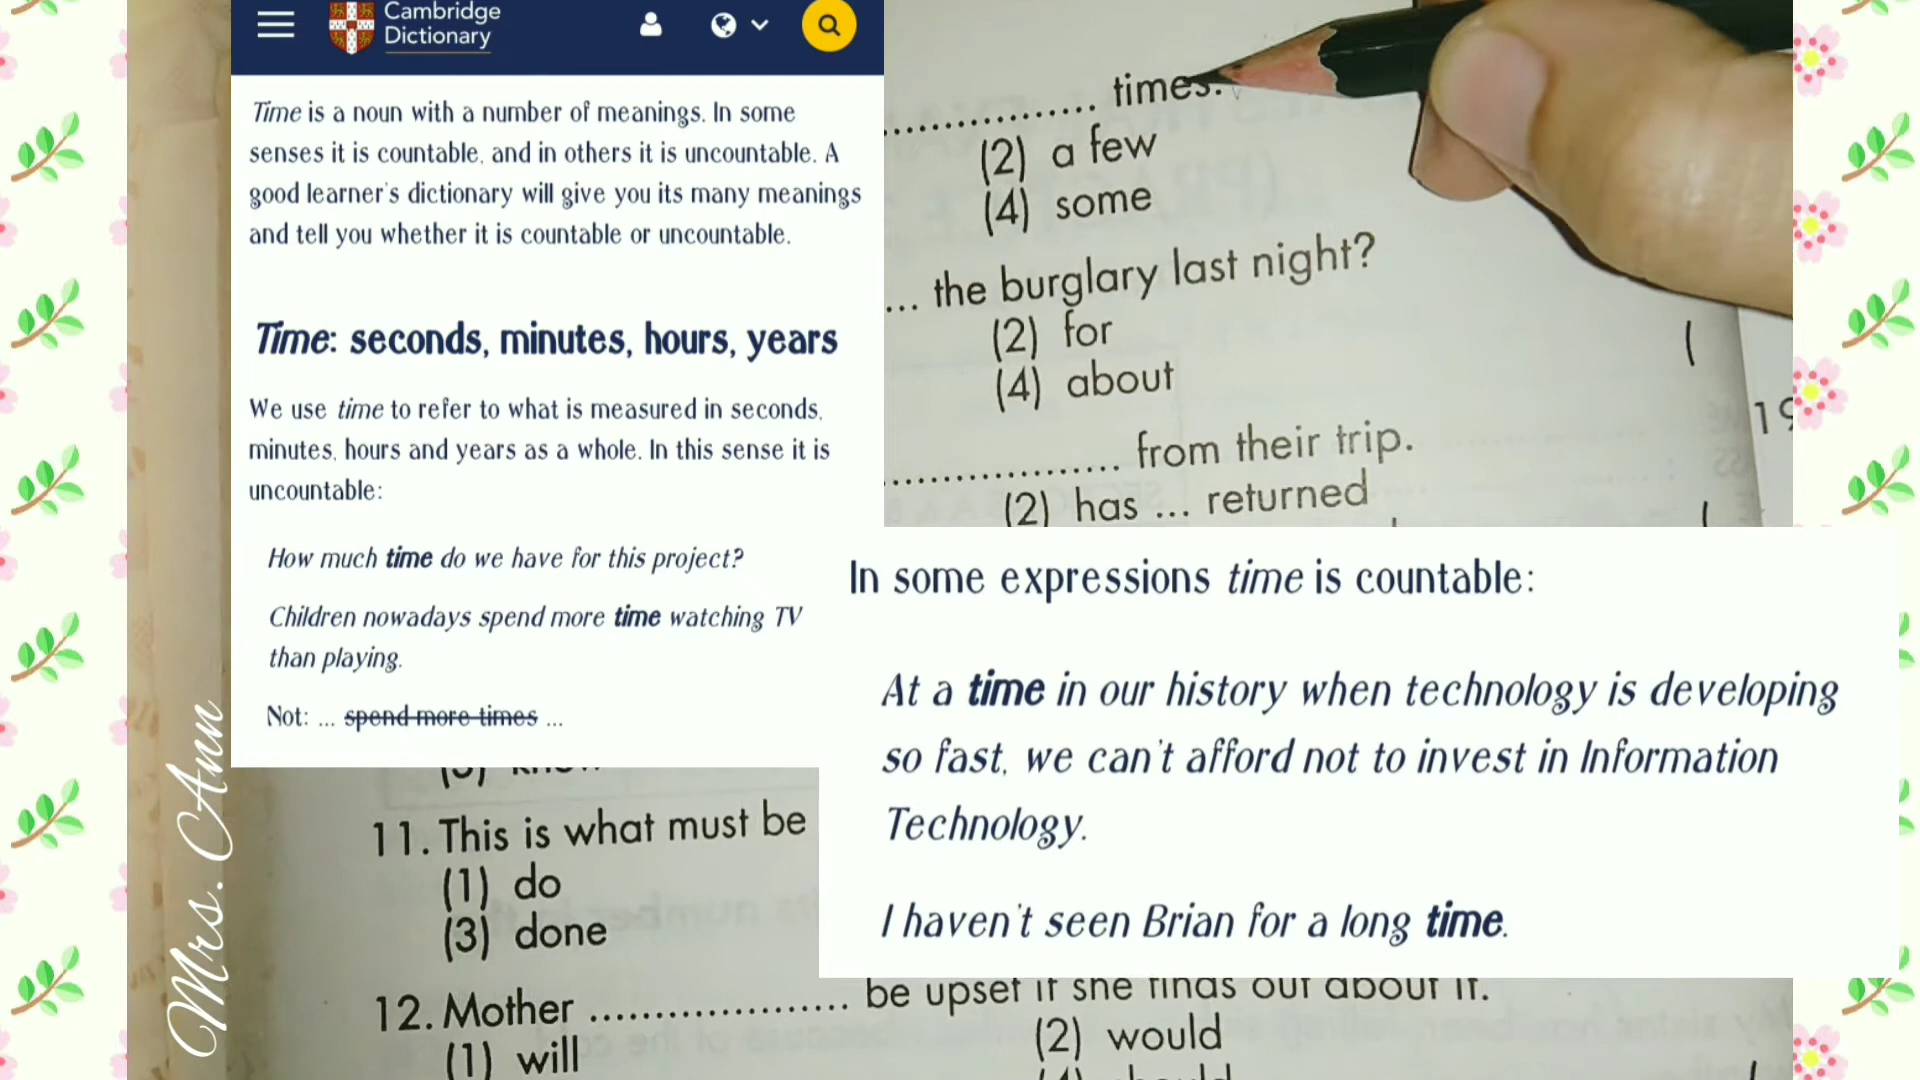 Cambridge
Dictionary
Time is a noun with a number of meanings. In some
senses it is countable, and in others it is uncountable. A
good learner's dictionary will give you its many meanings
and tell you whether it is countable or uncountable.
Time: seconds, minutes, hours, years
We use time to refer to what is measured in seconds,
minutes, hours and years as a whole. In this sense it is
uncountable:
How much time do we have for this project?
Children nowadays spend more time watching TV
than playing.
Not: ... spend more times ...
.................... times.
(2) a few
(4) some
... the burglary last night?
(2) for
(4) about
(
19
.................... from their trip.
(2) has ... returned
(
In some expressions time is countable:
At a time in our history when technology is developing
so fast, we can't afford not to invest in Information
Technology.
I haven't seen Brian for a long time.
11. This is what must be
(1) do
(3) done
12. Mother .................... be upset if she finds out about it.
(1) will
(2) would
Mrs. Ann